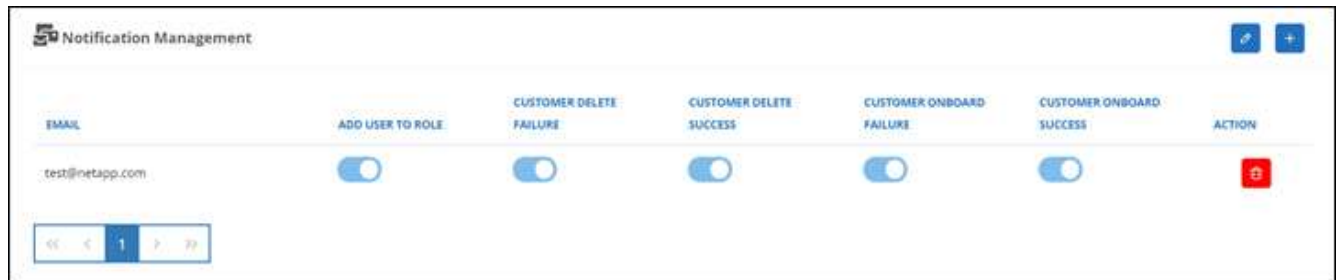 Notification Management
CUSTOMER DELETE CUSTOMER DELETE CUSTOMER ONBOARD CUSTOMER ONBOARD
EMAIL ADD USER TO ROLE FAILURE SUCCESS FAILURE SUCCESS ACTION
test@netapp.com
<< < 1 > >>